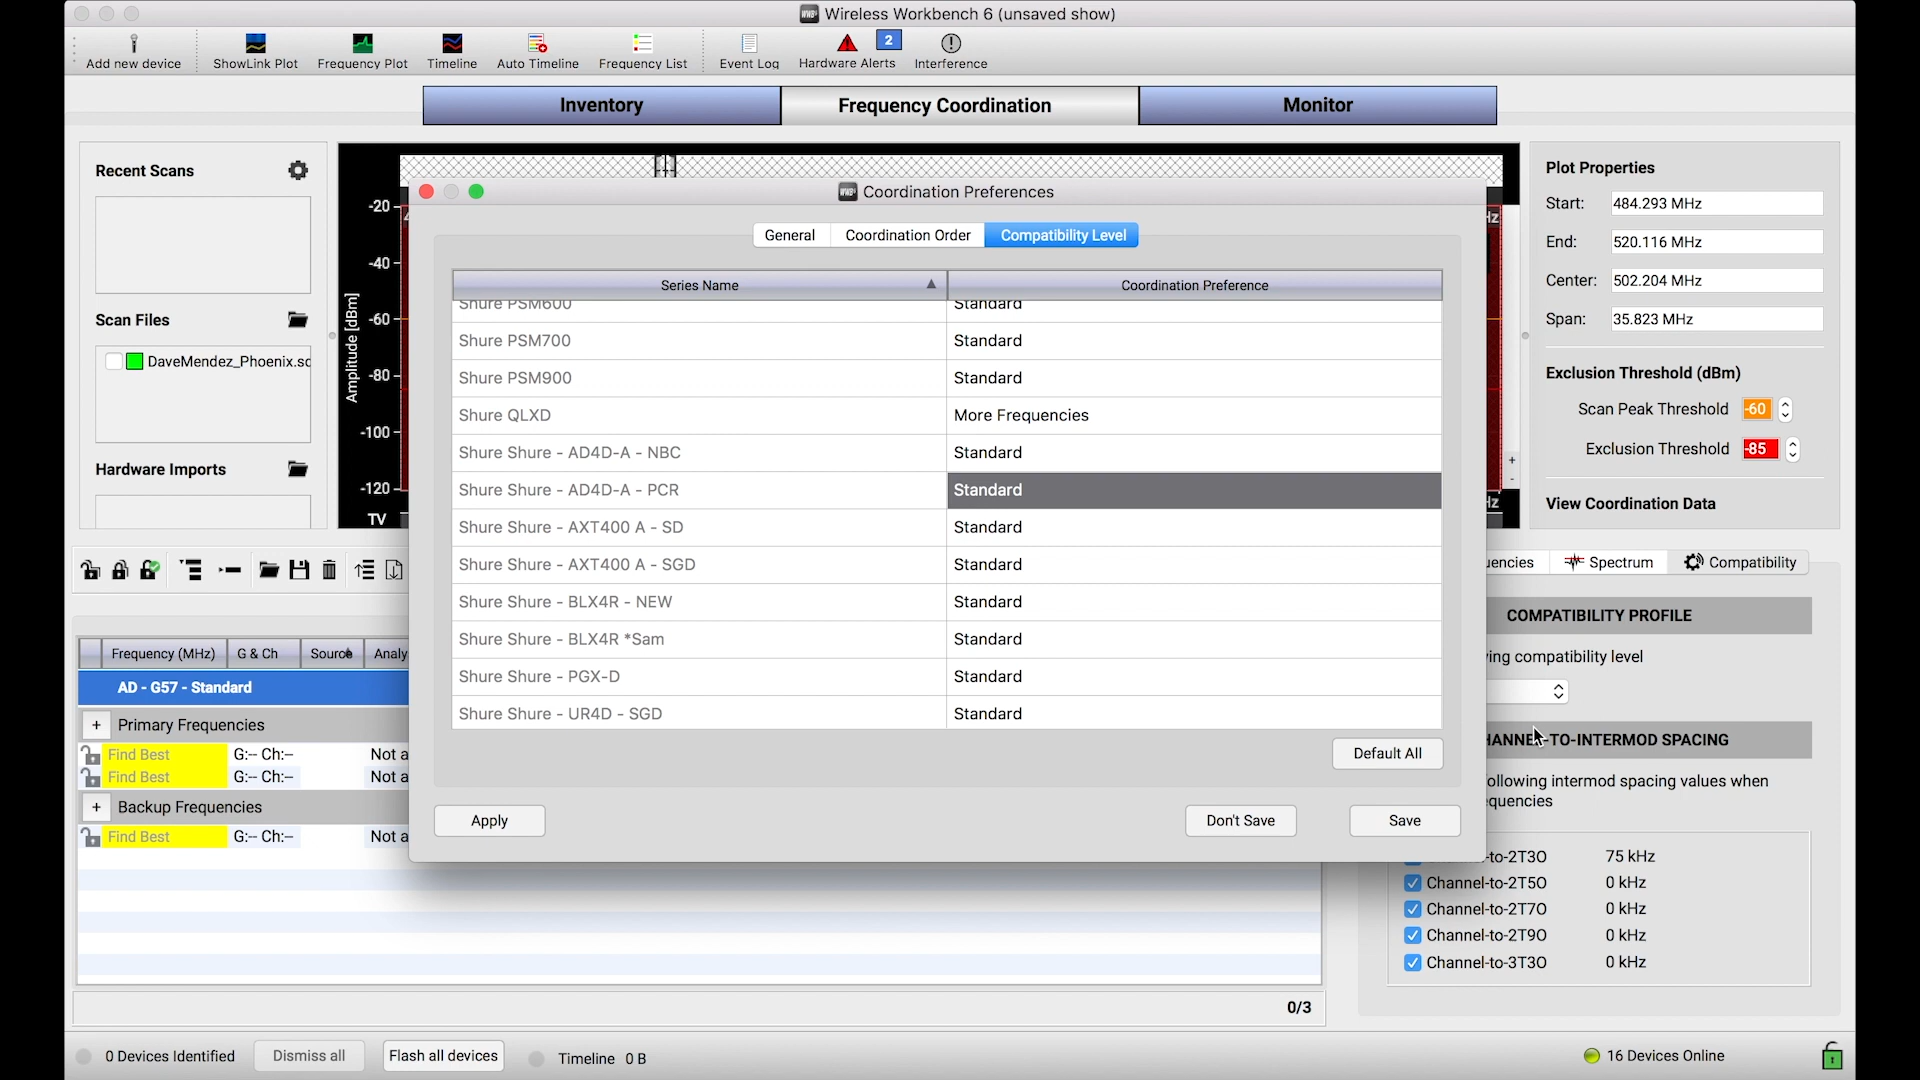 Wireless Workbench 6 (unsaved show)
Add new device
ShowLink Plot
Frequency Plot
Timeline
Auto Timeline
Frequency List
Event Log
Hardware Alerts
2
Interference
Inventory
Frequency Coordination
Monitor
Recent Scans
Scan Files
DaveMendez_Phoenix.sc
Hardware Imports
Amplitude [dBm]
-20
-40
-60
-80
-100
-120
TV
Hz
Hz
+
-
Plot Properties
Start: 484.293 MHz
End: 520.116 MHz
Center: 502.204 MHz
Span: 35.823 MHz
Exclusion Threshold (dBm)
Scan Peak Threshold -60
Exclusion Threshold -85
View Coordination Data
Coordination Preferences
General
Coordination Order
Compatibility Level
Series Name Coordination Preference
Shure PSM600 Standard
Shure PSM700 Standard
Shure PSM900 Standard
Shure QLXD More Frequencies
Shure Shure - AD4D-A - NBC Standard
Shure Shure - AD4D-A - PCR Standard
Shure Shure - AXT400 A - SD Standard
Shure Shure - AXT400 A - SGD Standard
Shure Shure - BLX4R - NEW Standard
Shure Shure - BLX4R *Sam Standard
Shure Shure - PGX-D Standard
Shure Shure - UR4D - SGD Standard
Default All
Apply
Don't Save
Save
Frequency (MHz) G & Ch Source Analy
AD - G57 - Standard
+ Primary Frequencies
Find Best G:-- Ch:-- Not a
Find Best G:-- Ch:-- Not a
+ Backup Frequencies
Find Best G:-- Ch:-- Not a
0/3
uencies
Spectrum
Compatibility
COMPATIBILITY PROFILE
ing compatibility level
HANNEL-TO-INTERMOD SPACING
ollowing intermod spacing values when
equencies
-to-2T3O 75 kHz
Channel-to-2T5O 0 kHz
Channel-to-2T7O 0 kHz
Channel-to-2T9O 0 kHz
Channel-to-3T3O 0 kHz
0 Devices Identified
Dismiss all
Flash all devices
Timeline 0 B
16 Devices Online